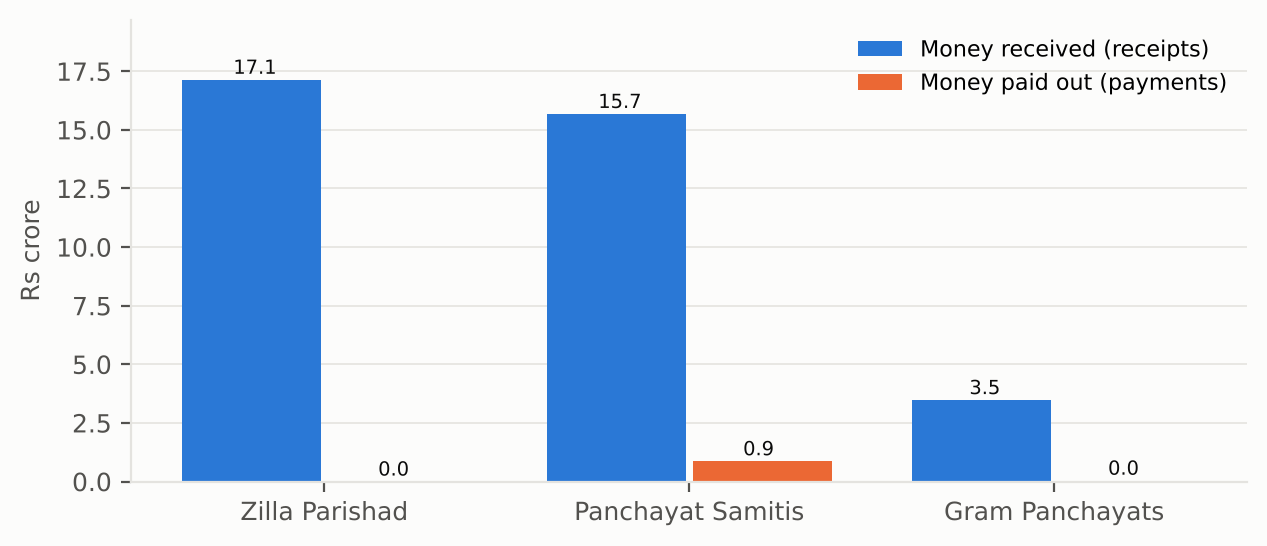 Money received (receipts)
Money paid out (payments)
Rs crore
17.5
15.0
12.5
10.0
7.5
5.0
2.5
0.0
17.1
0.0
15.7
0.9
3.5
0.0
Zilla Parishad
Panchayat Samitis
Gram Panchayats